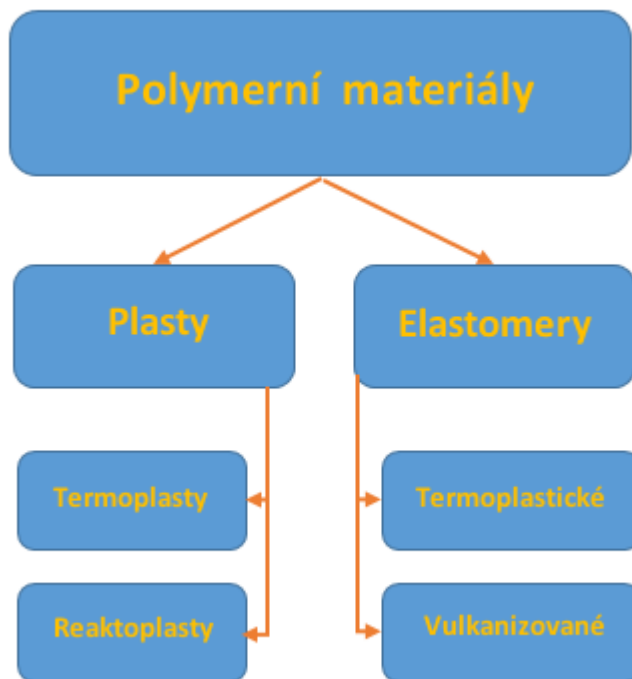 Polymerní materiály
Plasty
Elastomery
Termoplasty
Termoplastické
Reaktoplasty
Vulkanizované